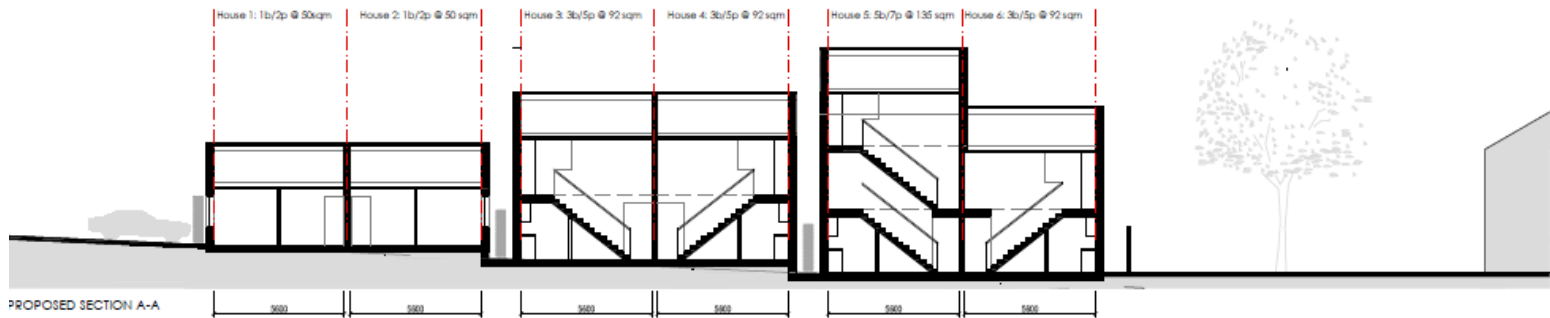 House 1: 1b/2p @ 50sqm
House 2: 1b/2p @ 50 sqm
House 3: 3b/5p @ 92 sqm
House 4: 3b/5p @ 92 sqm
House 5: 5b/7p @ 135 sqm
House 6: 3b/5p @ 92 sqm
PROPOSED SECTION A-A
5600
5600
5600
5600
5600
5600